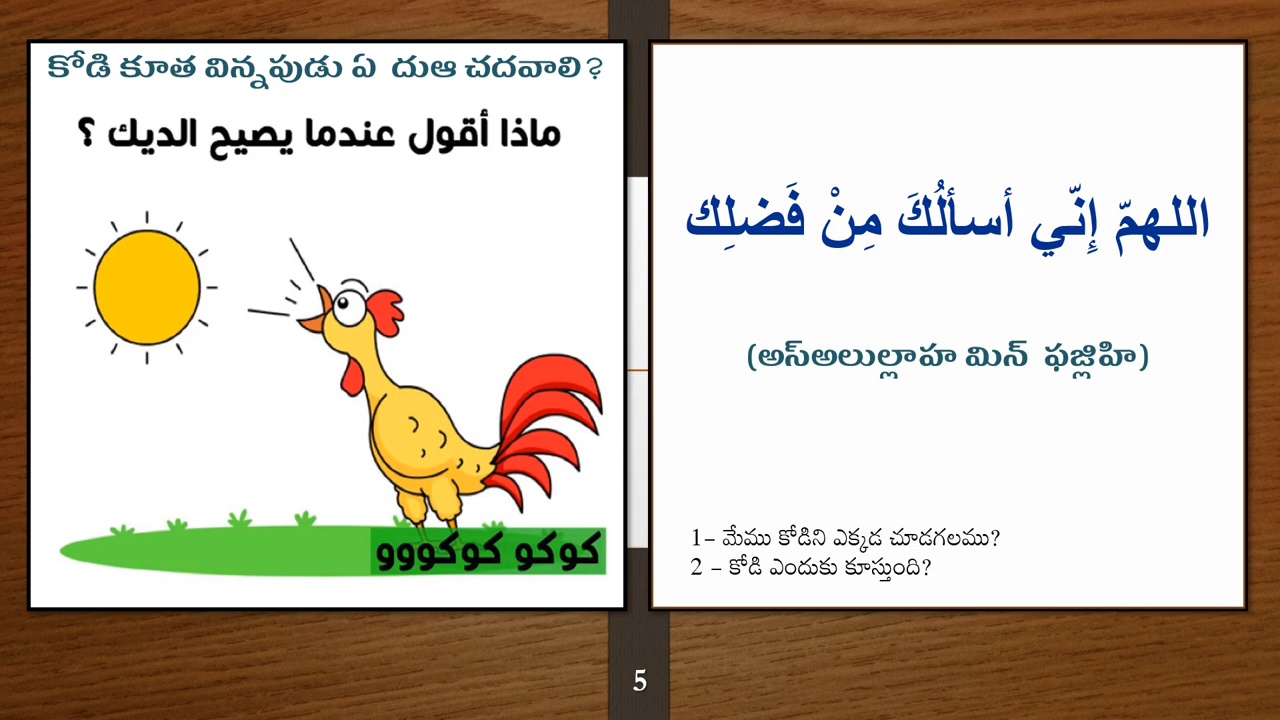 కోడి కూత విన్నపుడు ఏ దుఆ చదవాలి?
ماذا أقول عندما يصيح الديك ؟
كوكو كوكووو
اللهمّ إِنّي أسألُكَ مِنْ فَضلِك
(అస్అలుల్లాహ మిన్ ఫజ్లిహి)
1- మేము కోడిని ఎక్కడ చూడగలము?
2 - కోడి ఎందుకు కూస్తుంది?
5